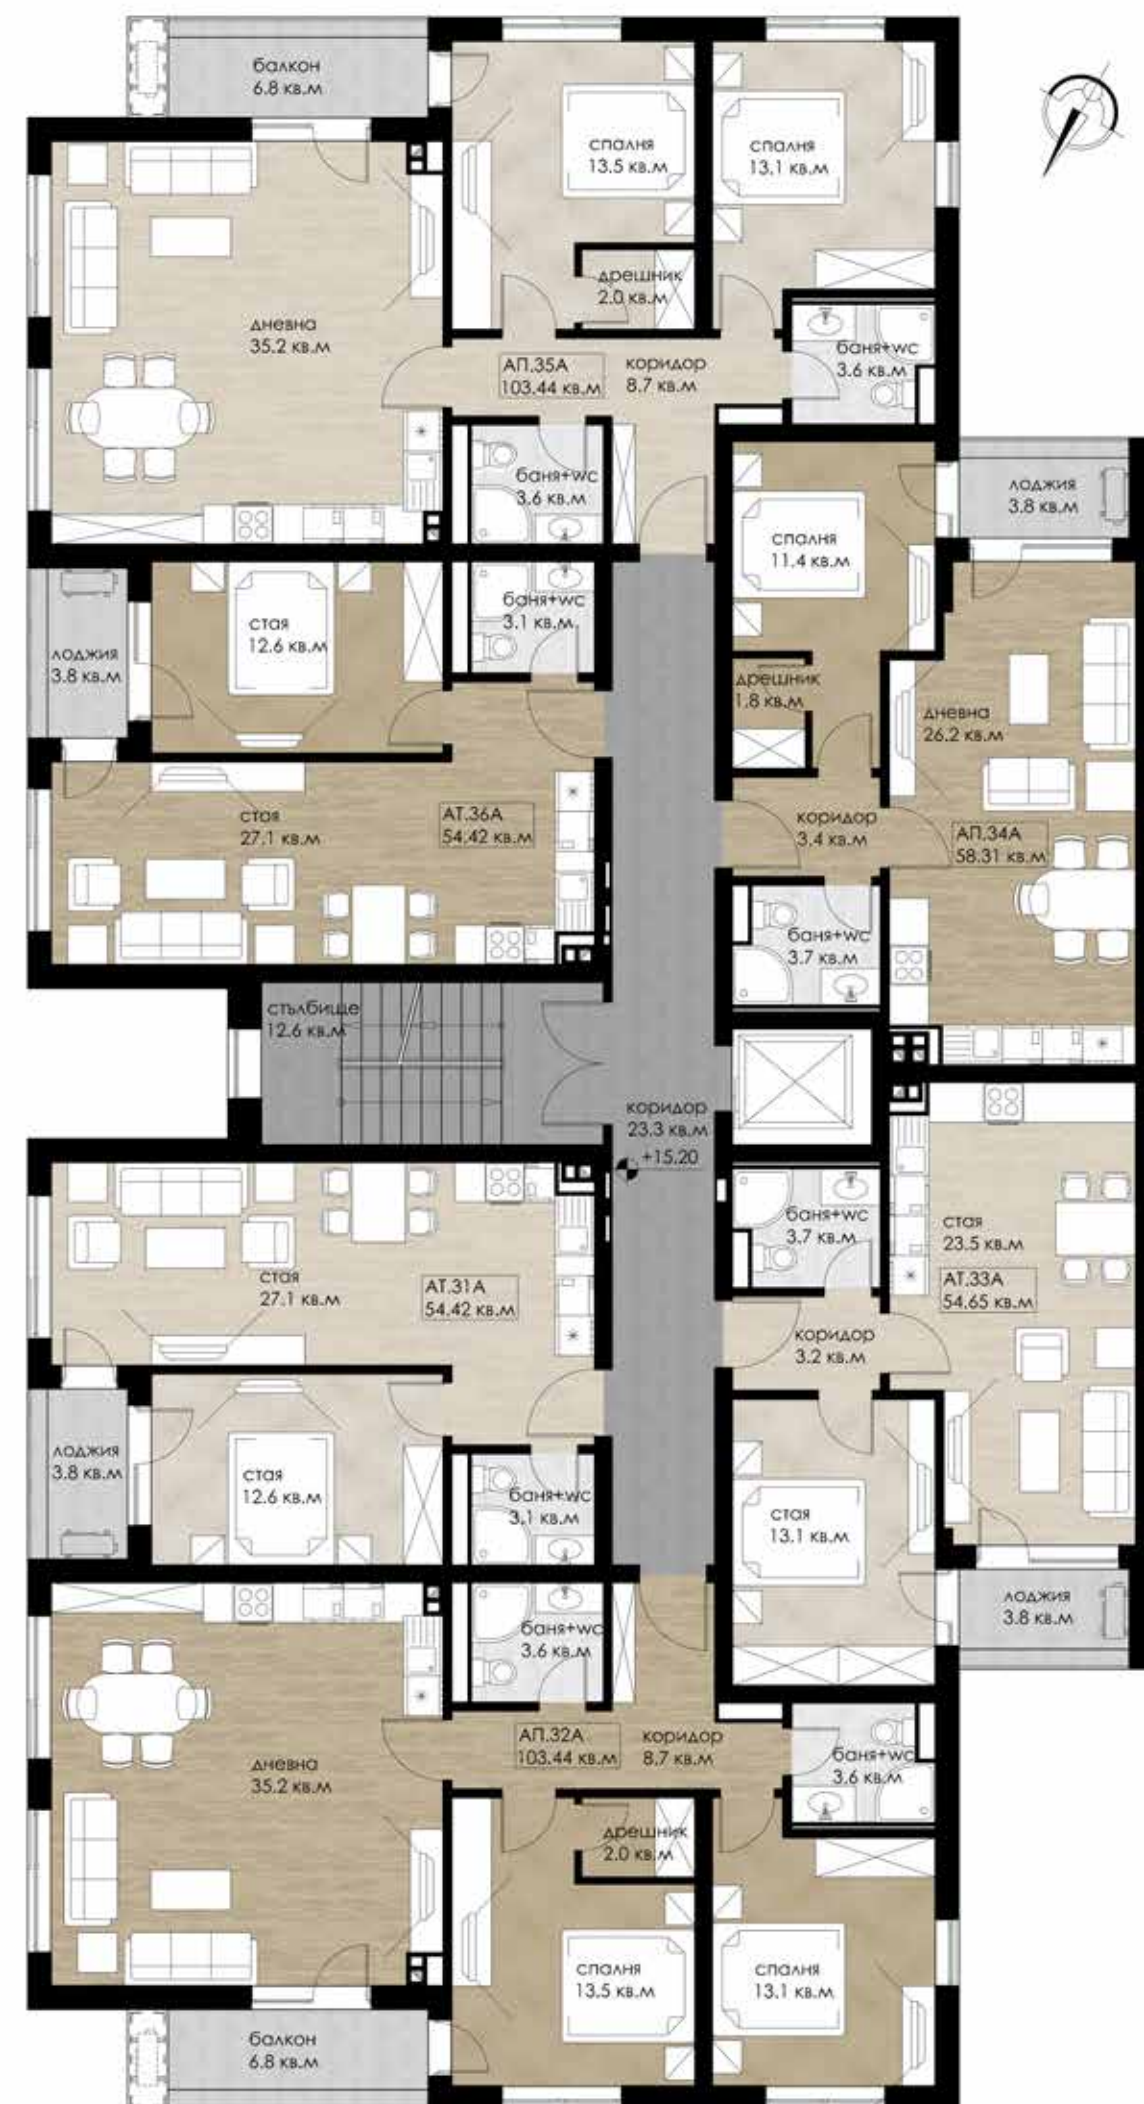 балкон
6.8 кв.м
спалня
13.5 кв.м
спалня
13.1 кв.м
дрешник
2.0 кв.м
дневна
35.2 кв.м
АП.35А
103.44 кв.м
коридор
8.7 кв.м
баня+wc
3.6 кв.м
баня+wc
3.6 кв.м
лоджия
3.8 кв.м
спалня
11.4 кв.м
стая
12.6 кв.м
баня+wc
3.1 кв.м
лоджия
3.8 кв.м
дрешник
1.8 кв.м
дневна
26.2 кв.м
стая
27.1 кв.м
АТ.36А
54.42 кв.м
коридор
3.4 кв.м
АП.34А
58.31 кв.м
баня+wc
3.7 кв.м
стълбище
12.6 кв.м
коридор
23.3 кв.м
+15.20
баня+wc
3.7 кв.м
стая
23.5 кв.м
АТ.33А
54.65 кв.м
стая
27.1 кв.м
АТ.31А
54.42 кв.м
коридор
3.2 кв.м
лоджия
3.8 кв.м
стая
12.6 кв.м
баня+wc
3.1 кв.м
стая
13.1 кв.м
лоджия
3.8 кв.м
баня+wc
3.6 кв.м
АП.32А
103.44 кв.м
коридор
8.7 кв.м
баня+wc
3.6 кв.м
дневна
35.2 кв.м
дрешник
2.0 кв.м
спалня
13.5 кв.м
спалня
13.1 кв.м
балкон
6.8 кв.м